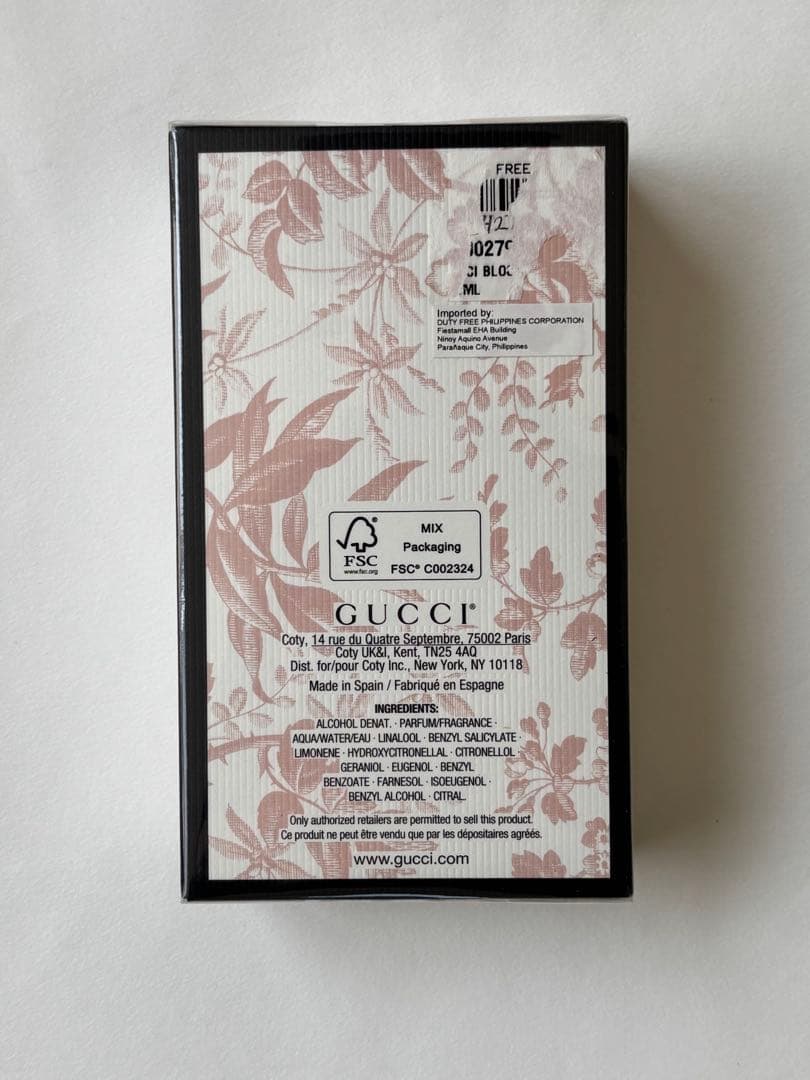 FREE
42
0279
CI BLO
ML
Imported by:
DUTY FREE PHILIPPINES CORPORATION
Fiestamall EHA Building
Ninoy Aquino Avenue
Parañaque City, Philippines
FSC
www.fsc.org
MIX
Packaging
FSC® C002324
GUCCI®
Coty, 14 rue du Quatre Septembre, 75002 Paris
Coty UK&I, Kent, TN25 4AQ
Dist. for/pour Coty Inc., New York, NY 10118
Made in Spain / Fabriqué en Espagne
INGREDIENTS:
ALCOHOL DENAT. · PARFUM/FRAGRANCE ·
AQUA/WATER/EAU · LINALOOL · BENZYL SALICYLATE ·
LIMONENE · HYDROXYCITRONELLAL · CITRONELLOL ·
GERANIOL · EUGENOL · BENZYL
BENZOATE · FARNESOL · ISOEUGENOL ·
BENZYL ALCOHOL · CITRAL.
Only authorized retailers are permitted to sell this product.
Ce produit ne peut être vendu que par les dépositaires agréés.
www.gucci.com